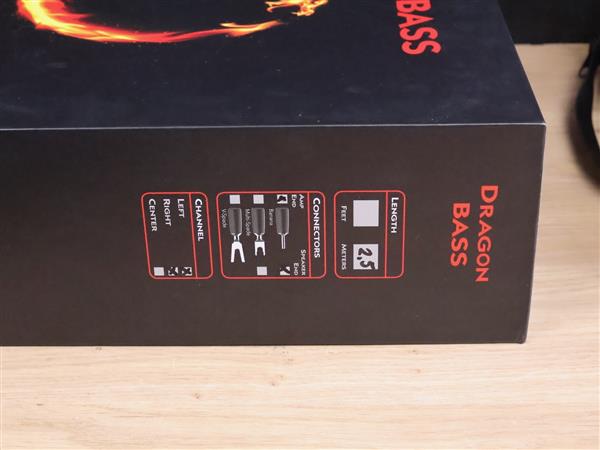 BASS
DRAGON
BASS
LENGTH
FEET
METERS
2,5
CONNECTORS
AMP
END
SPEAKER
END
Banana
Multi-Spade
V-Spade
CHANNEL
LEFT
RIGHT
CENTER